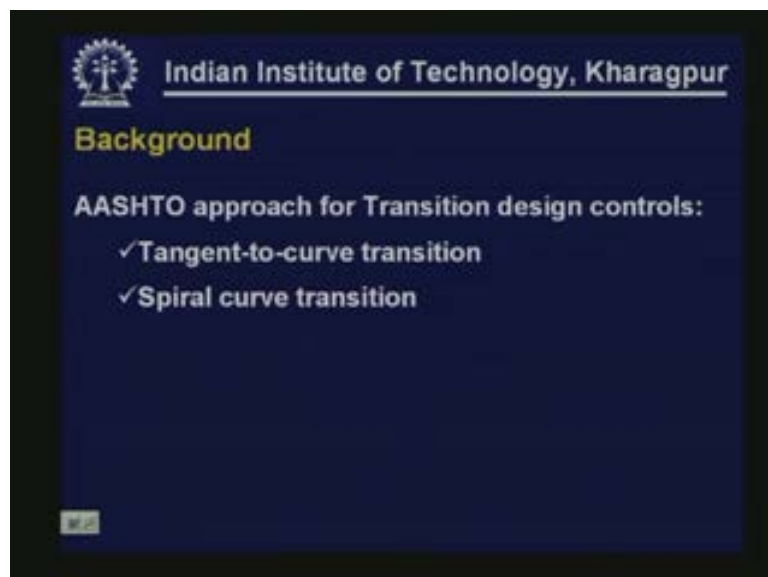 Indian Institute of Technology, Kharagpur
Background
AASHTO approach for Transition design controls:
✓Tangent-to-curve transition
✓Spiral curve transition